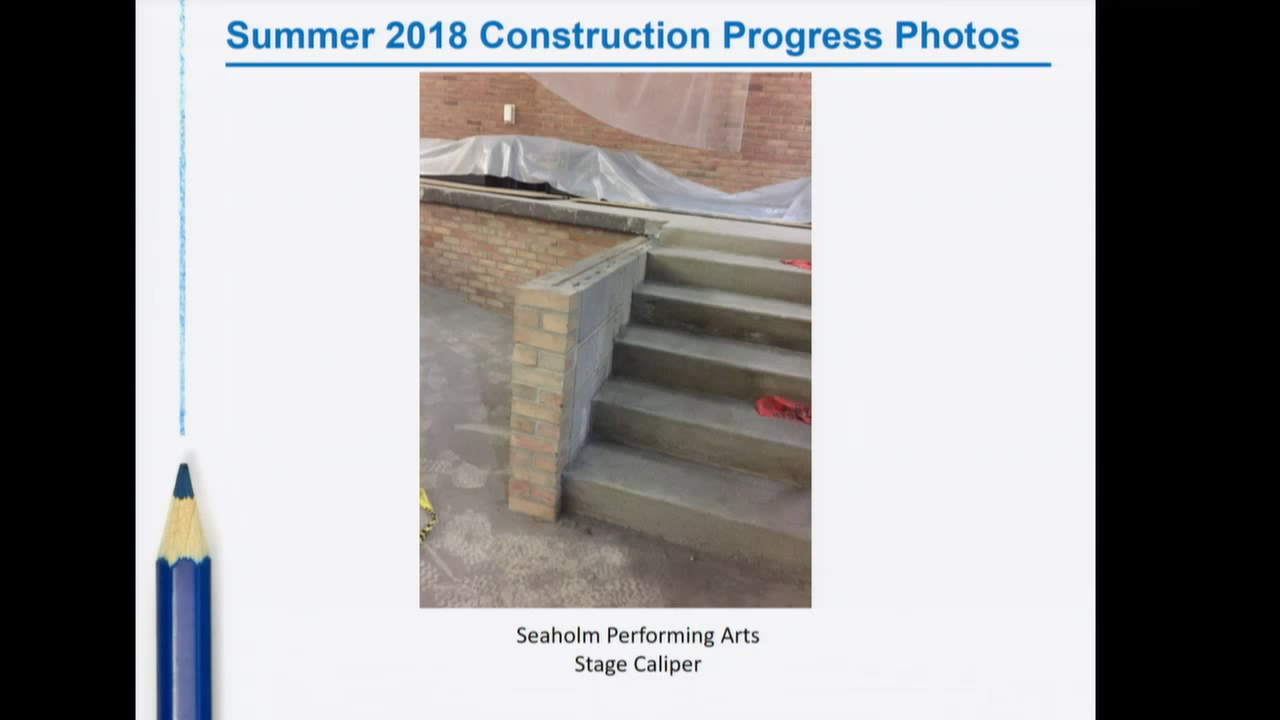 Summer 2018 Construction Progress Photos
Seaholm Performing Arts
Stage Caliper